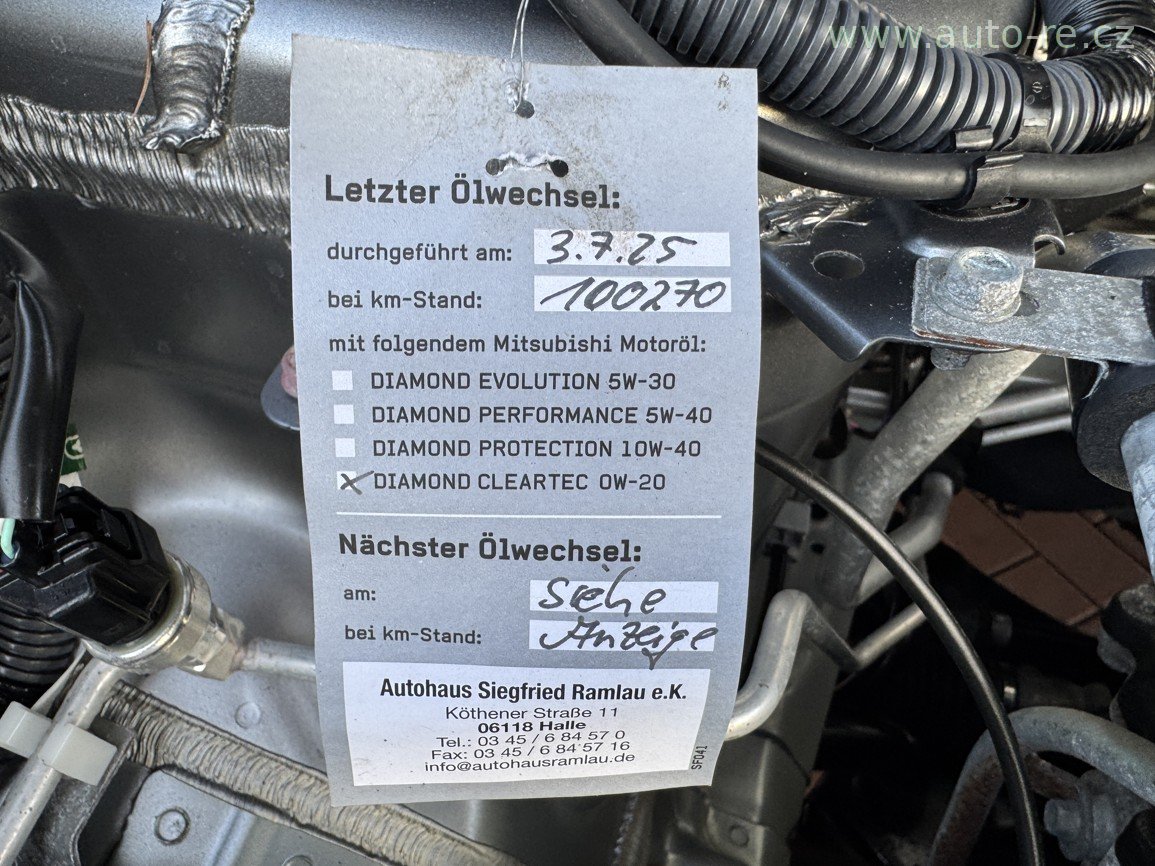 www.auto-re.cz
Letzter Ölwechsel:
durchgeführt am: 3.7.25
bei km-Stand: 100270
mit folgendem Mitsubishi Motoröl:
DIAMOND EVOLUTION 5W-30
DIAMOND PERFORMANCE 5W-40
DIAMOND PROTECTION 10W-40
X DIAMOND CLEARTEC 0W-20
Nächster Ölwechsel:
am: siehe
bei km-Stand: Anzeige
Autohaus Siegfried Ramlau e.K.
Köthener Straße 11
06118 Halle
Tel.: 03 45 / 6 84 57 0
Fax: 03 45 / 6 84 57 16
info@autohausramlau.de
SF041